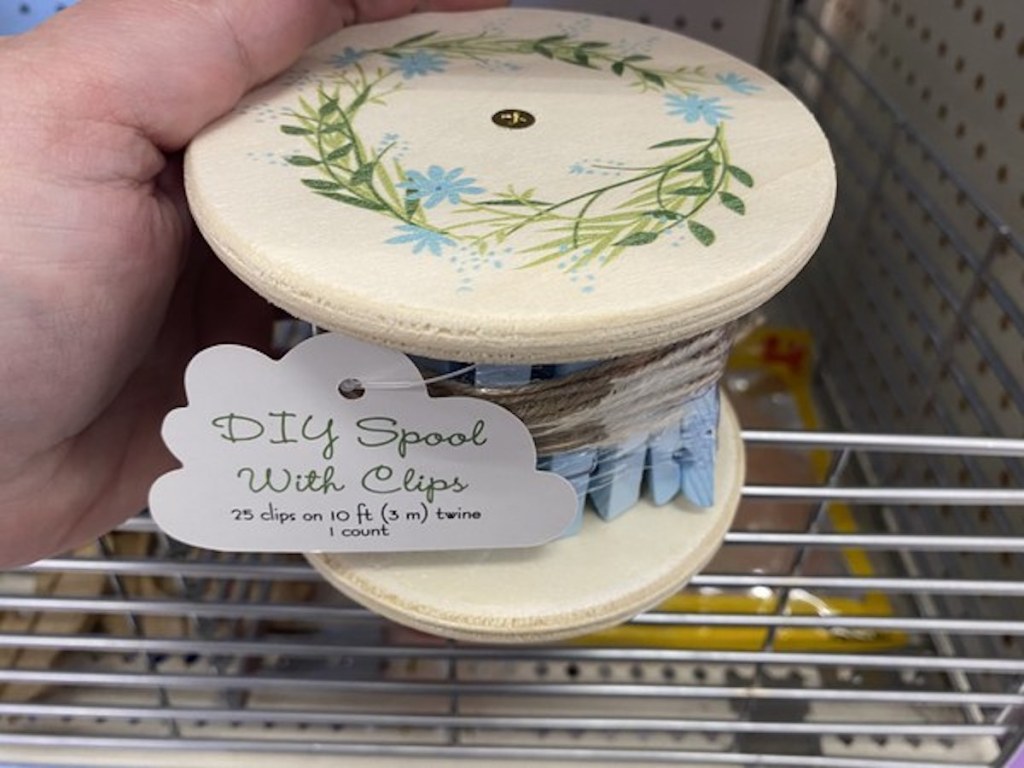 DIY Spool
With Clips
25 clips on 10 ft (3 m) twine
1 count